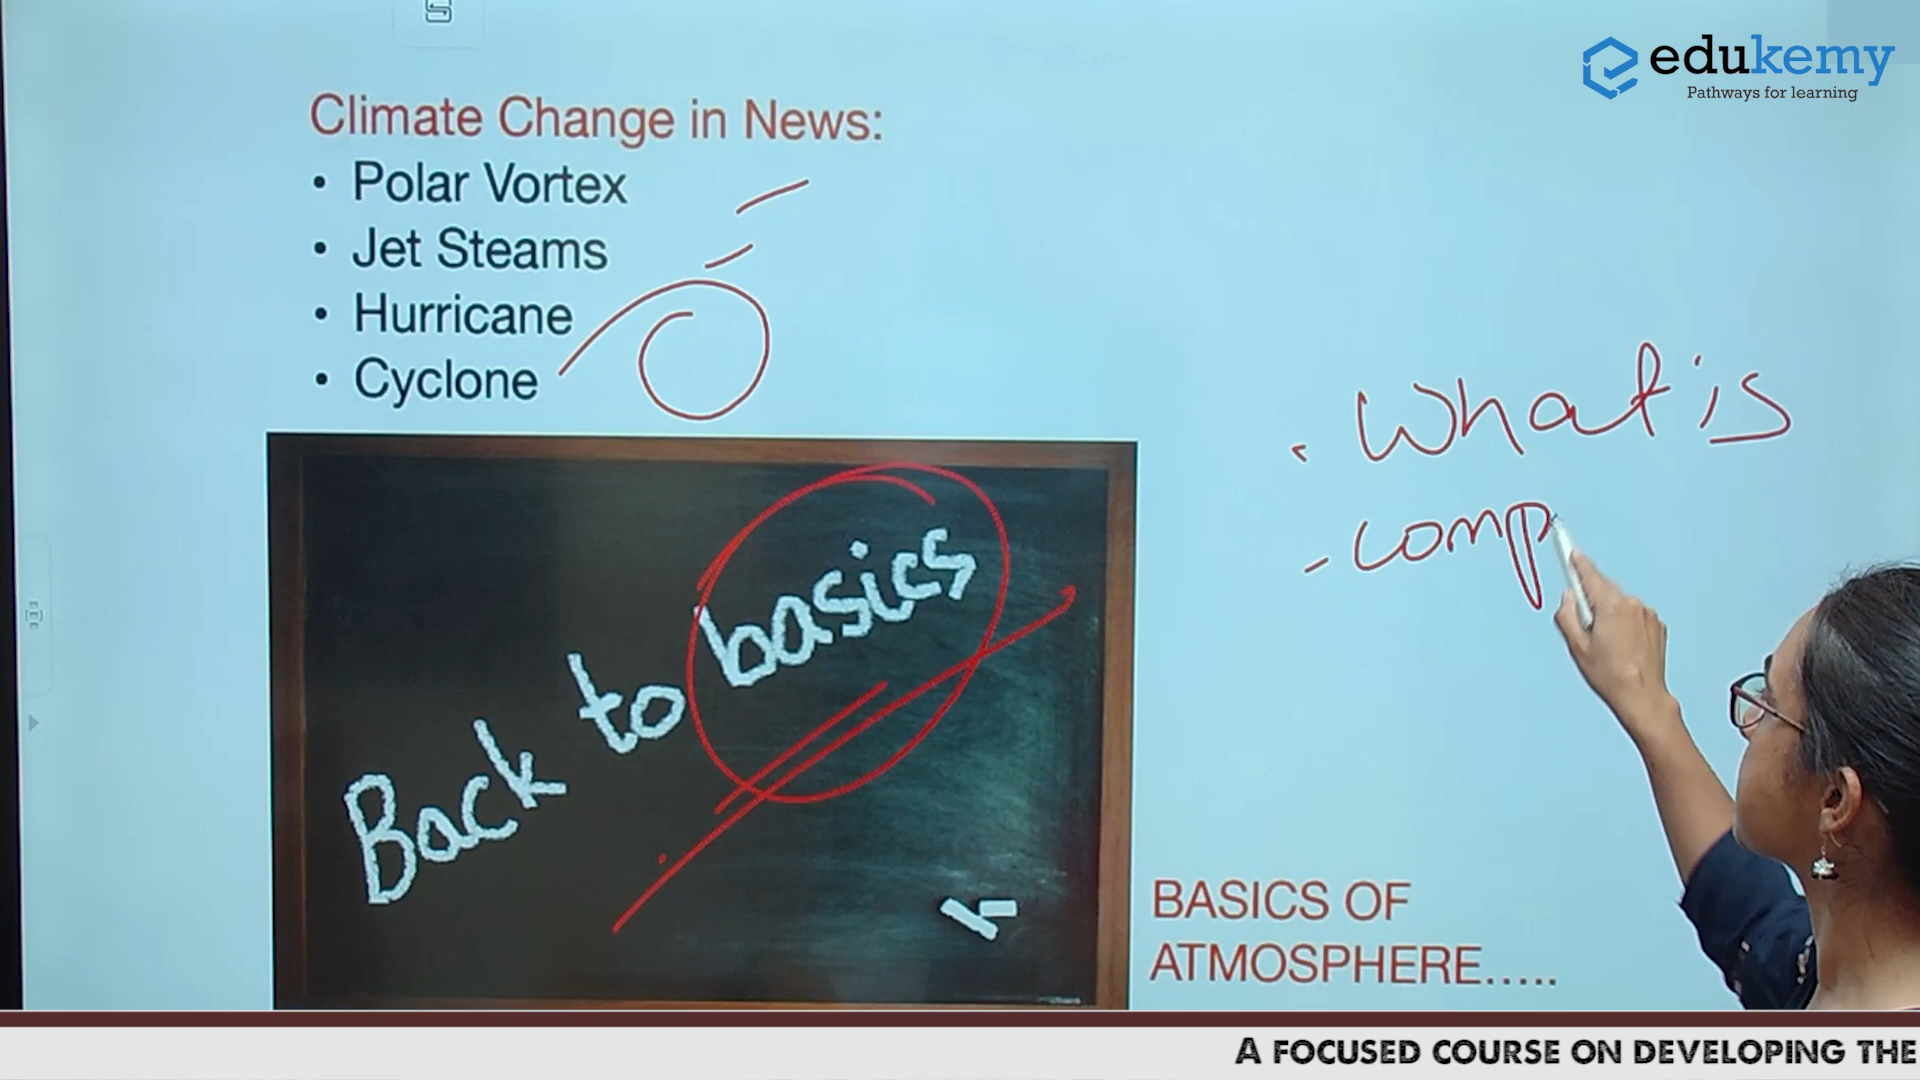 edukemy
Pathways for learning
Climate Change in News:
• Polar Vortex
• Jet Steams
• Hurricane
• Cyclone
• What is
- comp
Back to basics
BASICS OF
ATMOSPHERE.....
A FOCUSED COURSE ON DEVELOPING THE